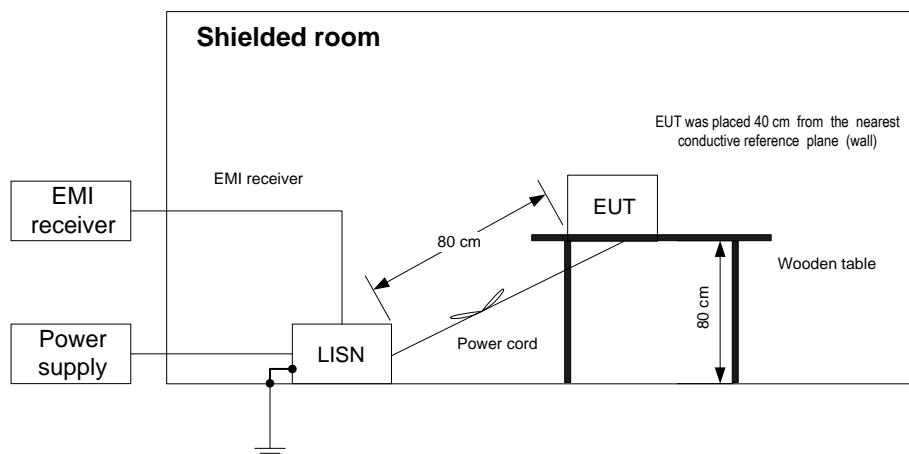 Shielded room
EUT was placed 40 cm from the nearest
conductive reference plane (wall)
EMI receiver
EMI
receiver
EUT
80 cm
Wooden table
80 cm
Power
supply
LISN
Power cord